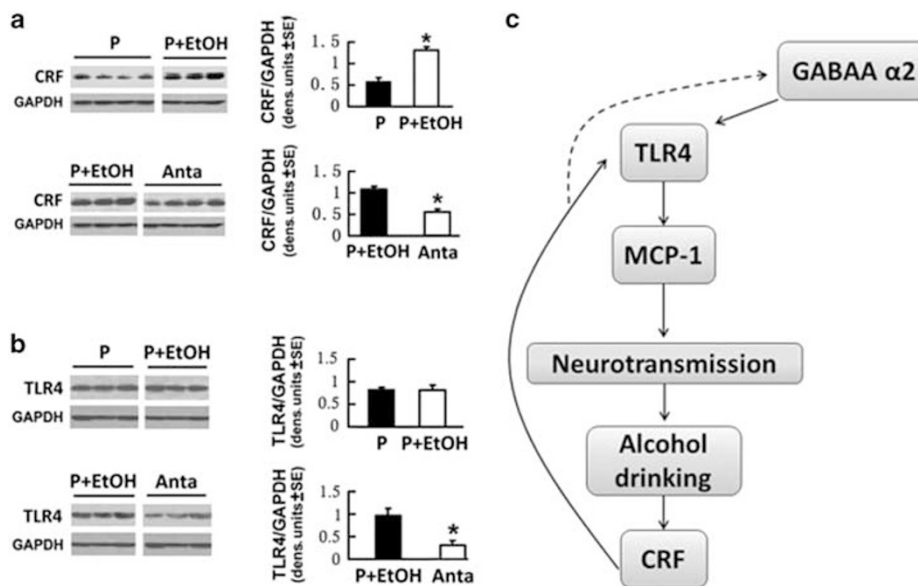 a
P P+EtOH
CRF
GAPDH
CRF/GAPDH
(dens. units ±SE)
1.5
1
0.5
0
*
P P+EtOH
P+EtOH Anta
CRF
GAPDH
CRF/GAPDH
(dens. units ±SE)
1.5
1
0.5
0
*
P+EtOH Anta
b
P P+EtOH
TLR4
GAPDH
TLR4/GAPDH
(dens. units ±SE)
1.5
1
0.5
0
P P+EtOH
P+EtOH Anta
TLR4
GAPDH
TLR4/GAPDH
(dens. units ±SE)
1.5
1
0.5
0
*
P+EtOH Anta
c
GABAA α2
TLR4
MCP-1
Neurotransmission
Alcohol
drinking
CRF